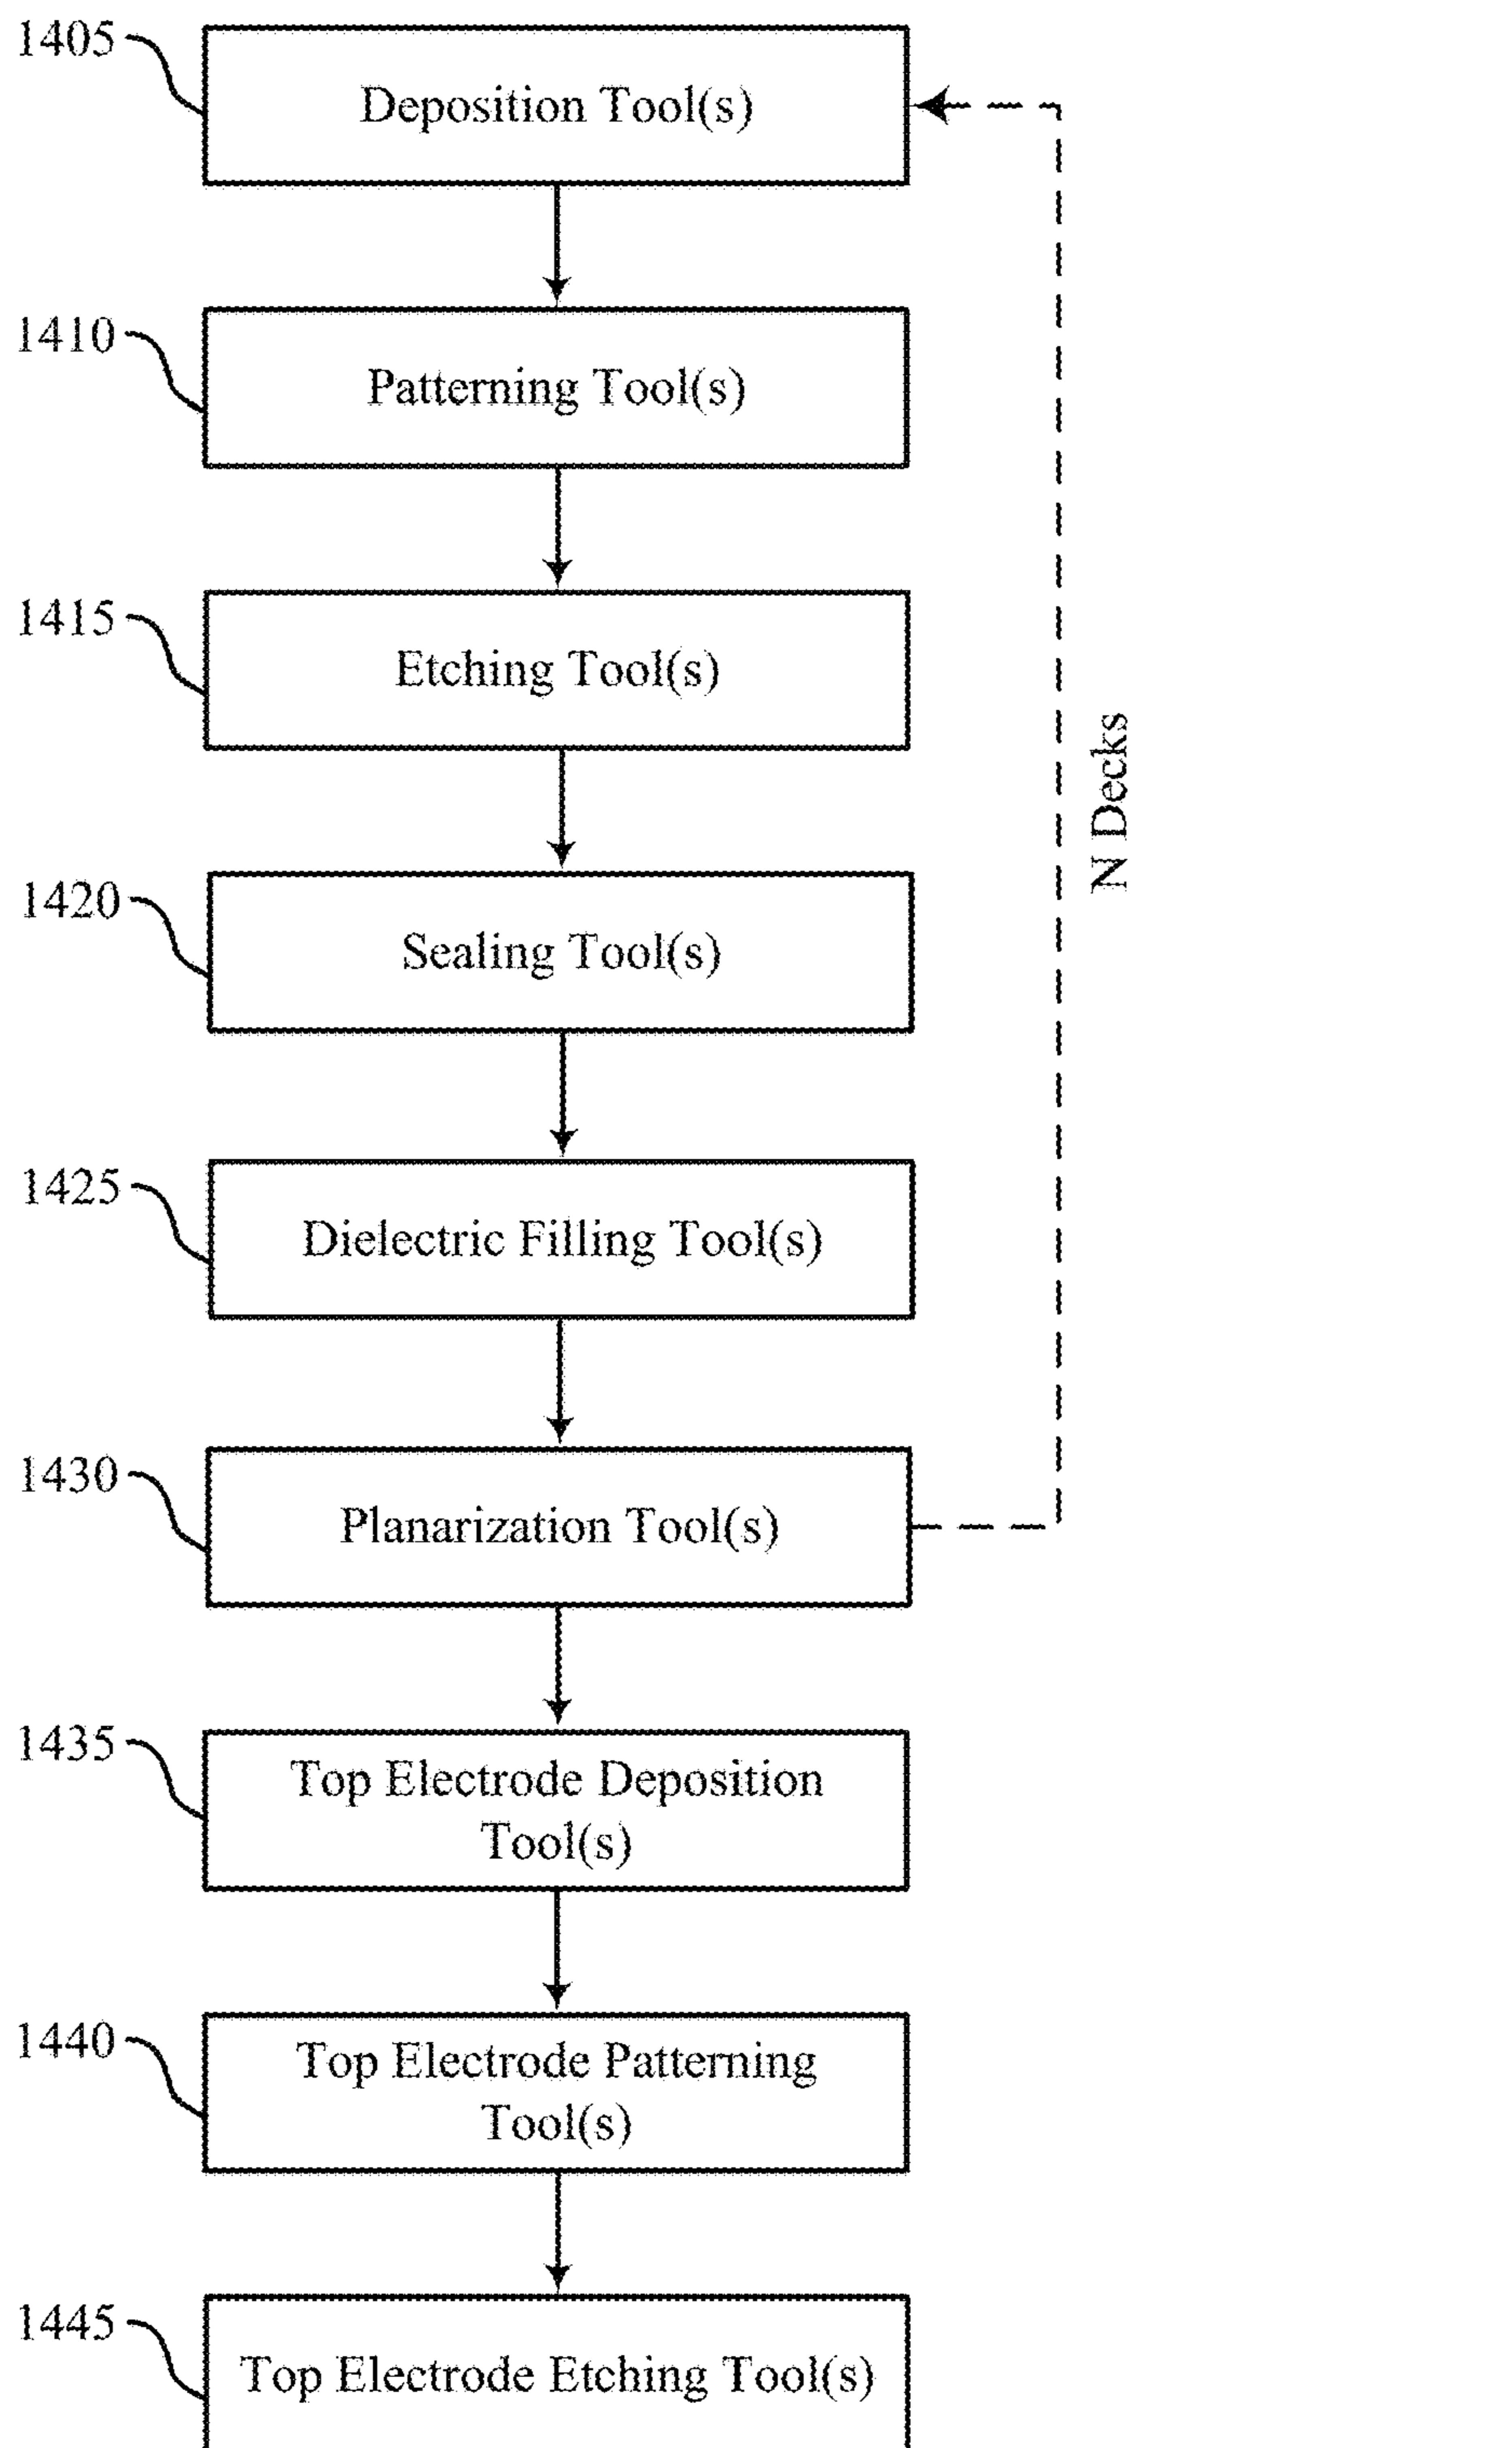 1405
Deposition Tool(s)
1410
Patterning Tool(s)
1415
Etching Tool(s)
N Decks
1420
Sealing Tool(s)
1425
Dielectric Filling Tool(s)
1430
Planarization Tool(s)
1435
Top Electrode Deposition
Tool(s)
1440
Top Electrode Patterning
Tool(s)
1445
Top Electrode Etching Tool(s)